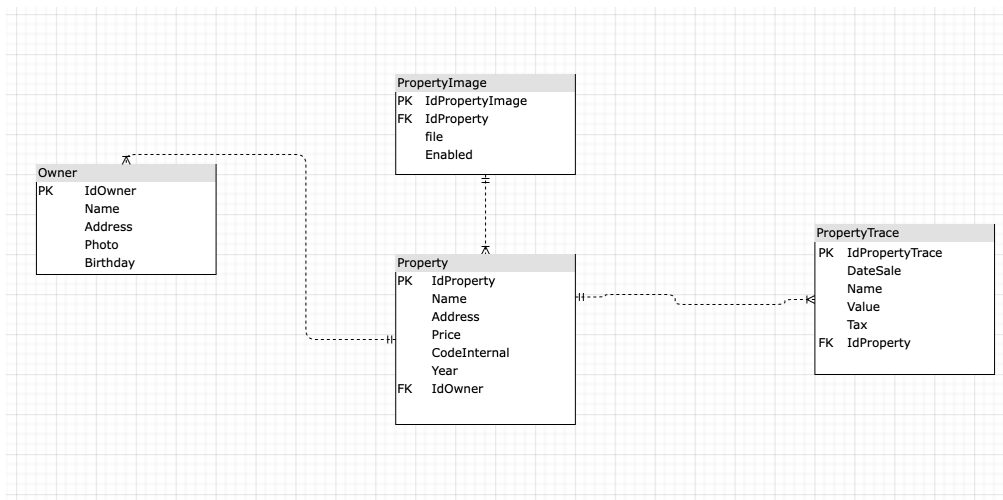 PropertyImage
PK IdPropertyImage
FK IdProperty
file
Enabled
Owner
PK IdOwner
Name
Address
Photo
Birthday
Property
PK IdProperty
Name
Address
Price
CodeInternal
Year
FK IdOwner
PropertyTrace
PK IdPropertyTrace
DateSale
Name
Value
Tax
FK IdProperty